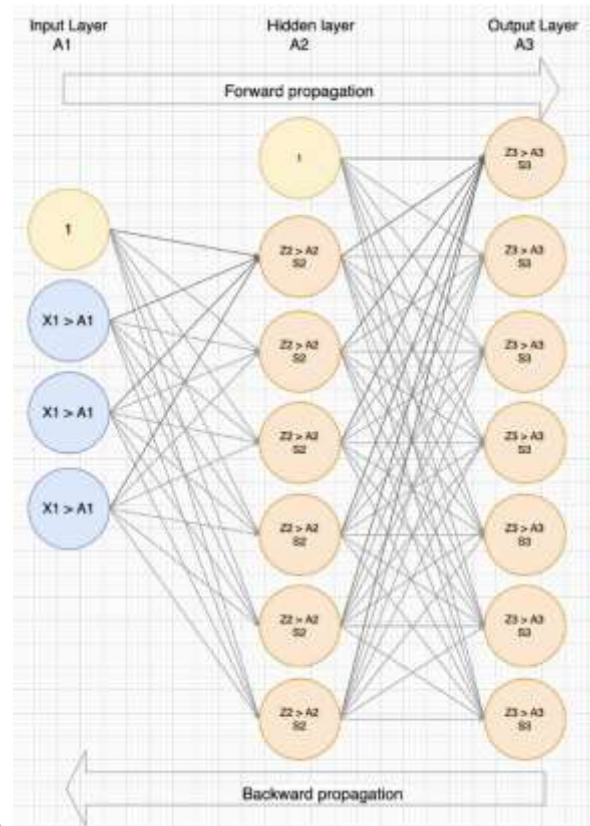 Input Layer
A1
Hidden layer
A2
Output Layer
A3
Forward propagation
1
X1 > A1
X1 > A1
X1 > A1
1
Z2 > A2
S2
Z2 > A2
S2
Z2 > A2
S2
Z2 > A2
S2
Z2 > A2
S2
Z2 > A2
S2
Z3 > A3
S3
Z3 > A3
S3
Z3 > A3
S3
Z3 > A3
S3
Z3 > A3
S3
Z3 > A3
S3
Z3 > A3
S3
Backward propagation